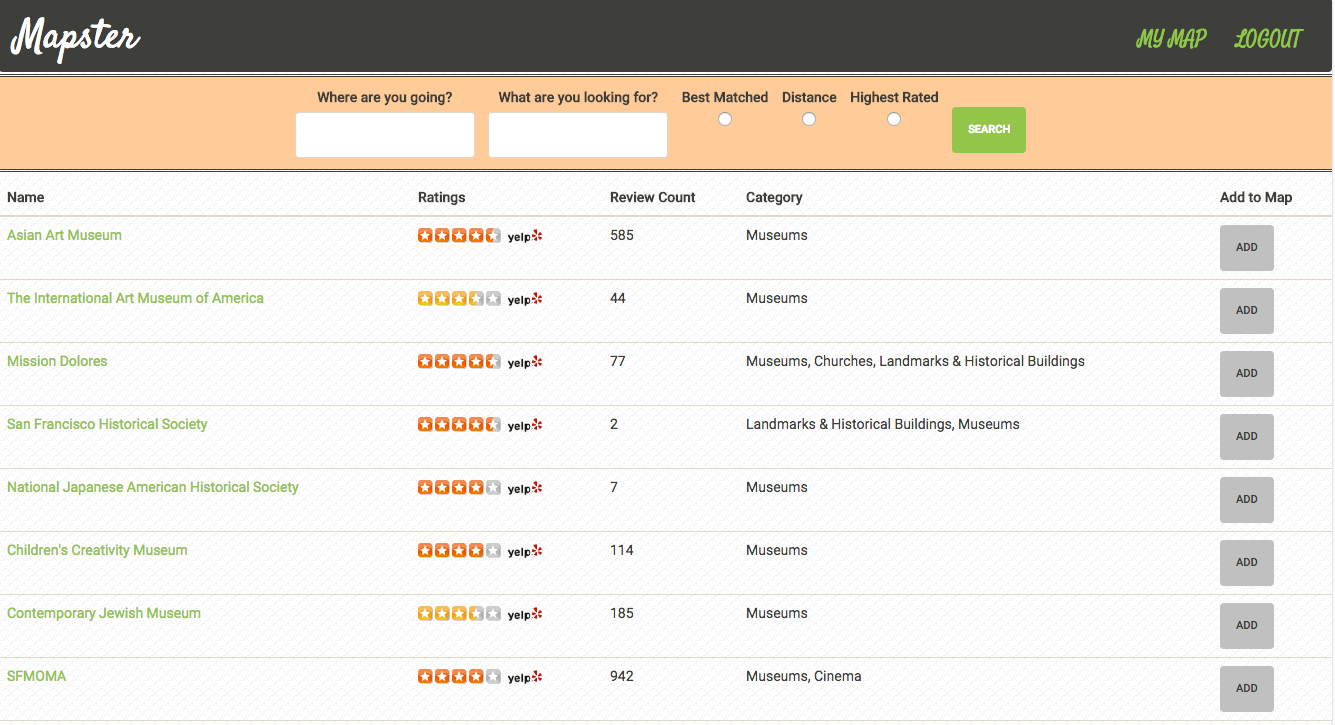 Mapster
MY MAP LOGOUT
Where are you going? What are you looking for? Best Matched Distance Highest Rated
SEARCH
Name Ratings Review Count Category Add to Map
Asian Art Museum yelp 585 Museums ADD
The International Art Museum of America yelp 44 Museums ADD
Mission Dolores yelp 77 Museums, Churches, Landmarks & Historical Buildings ADD
San Francisco Historical Society yelp 2 Landmarks & Historical Buildings, Museums ADD
National Japanese American Historical Society yelp 7 Museums ADD
Children's Creativity Museum yelp 114 Museums ADD
Contemporary Jewish Museum yelp 185 Museums ADD
SFMOMA yelp 942 Museums, Cinema ADD